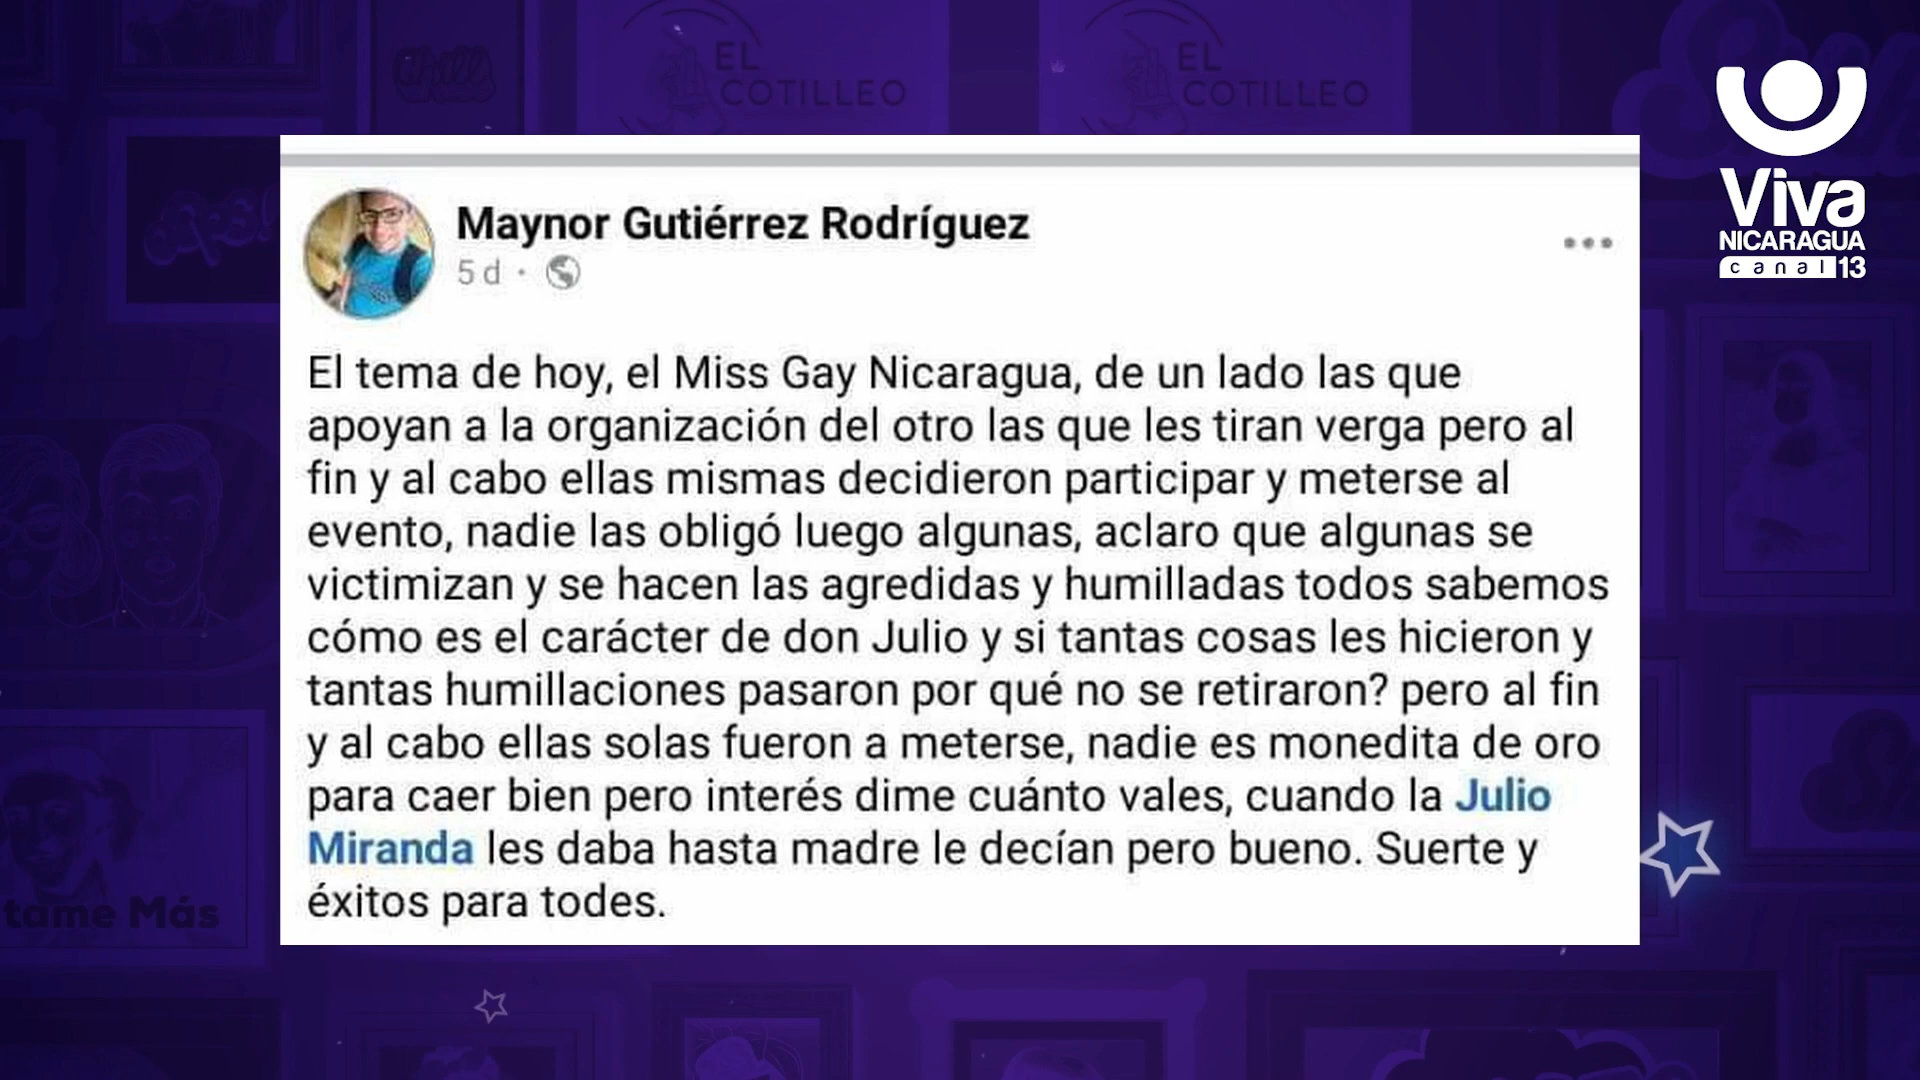 EL
COTILLEO
EL
COTILLEO
Viva
NICARAGUA
canal 13
Maynor Gutiérrez Rodríguez
5 d ·
El tema de hoy, el Miss Gay Nicaragua, de un lado las que
apoyan a la organización del otro las que les tiran verga pero al
fin y al cabo ellas mismas decidieron participar y meterse al
evento, nadie las obligó luego algunas, aclaro que algunas se
victimizan y se hacen las agredidas y humilladas todos sabemos
cómo es el carácter de don Julio y si tantas cosas les hicieron y
tantas humillaciones pasaron por qué no se retiraron? pero al fin
y al cabo ellas solas fueron a meterse, nadie es monedita de oro
para caer bien pero interés dime cuánto vales, cuando la Julio
Miranda les daba hasta madre le decían pero bueno. Suerte y
éxitos para todes.
tame Más